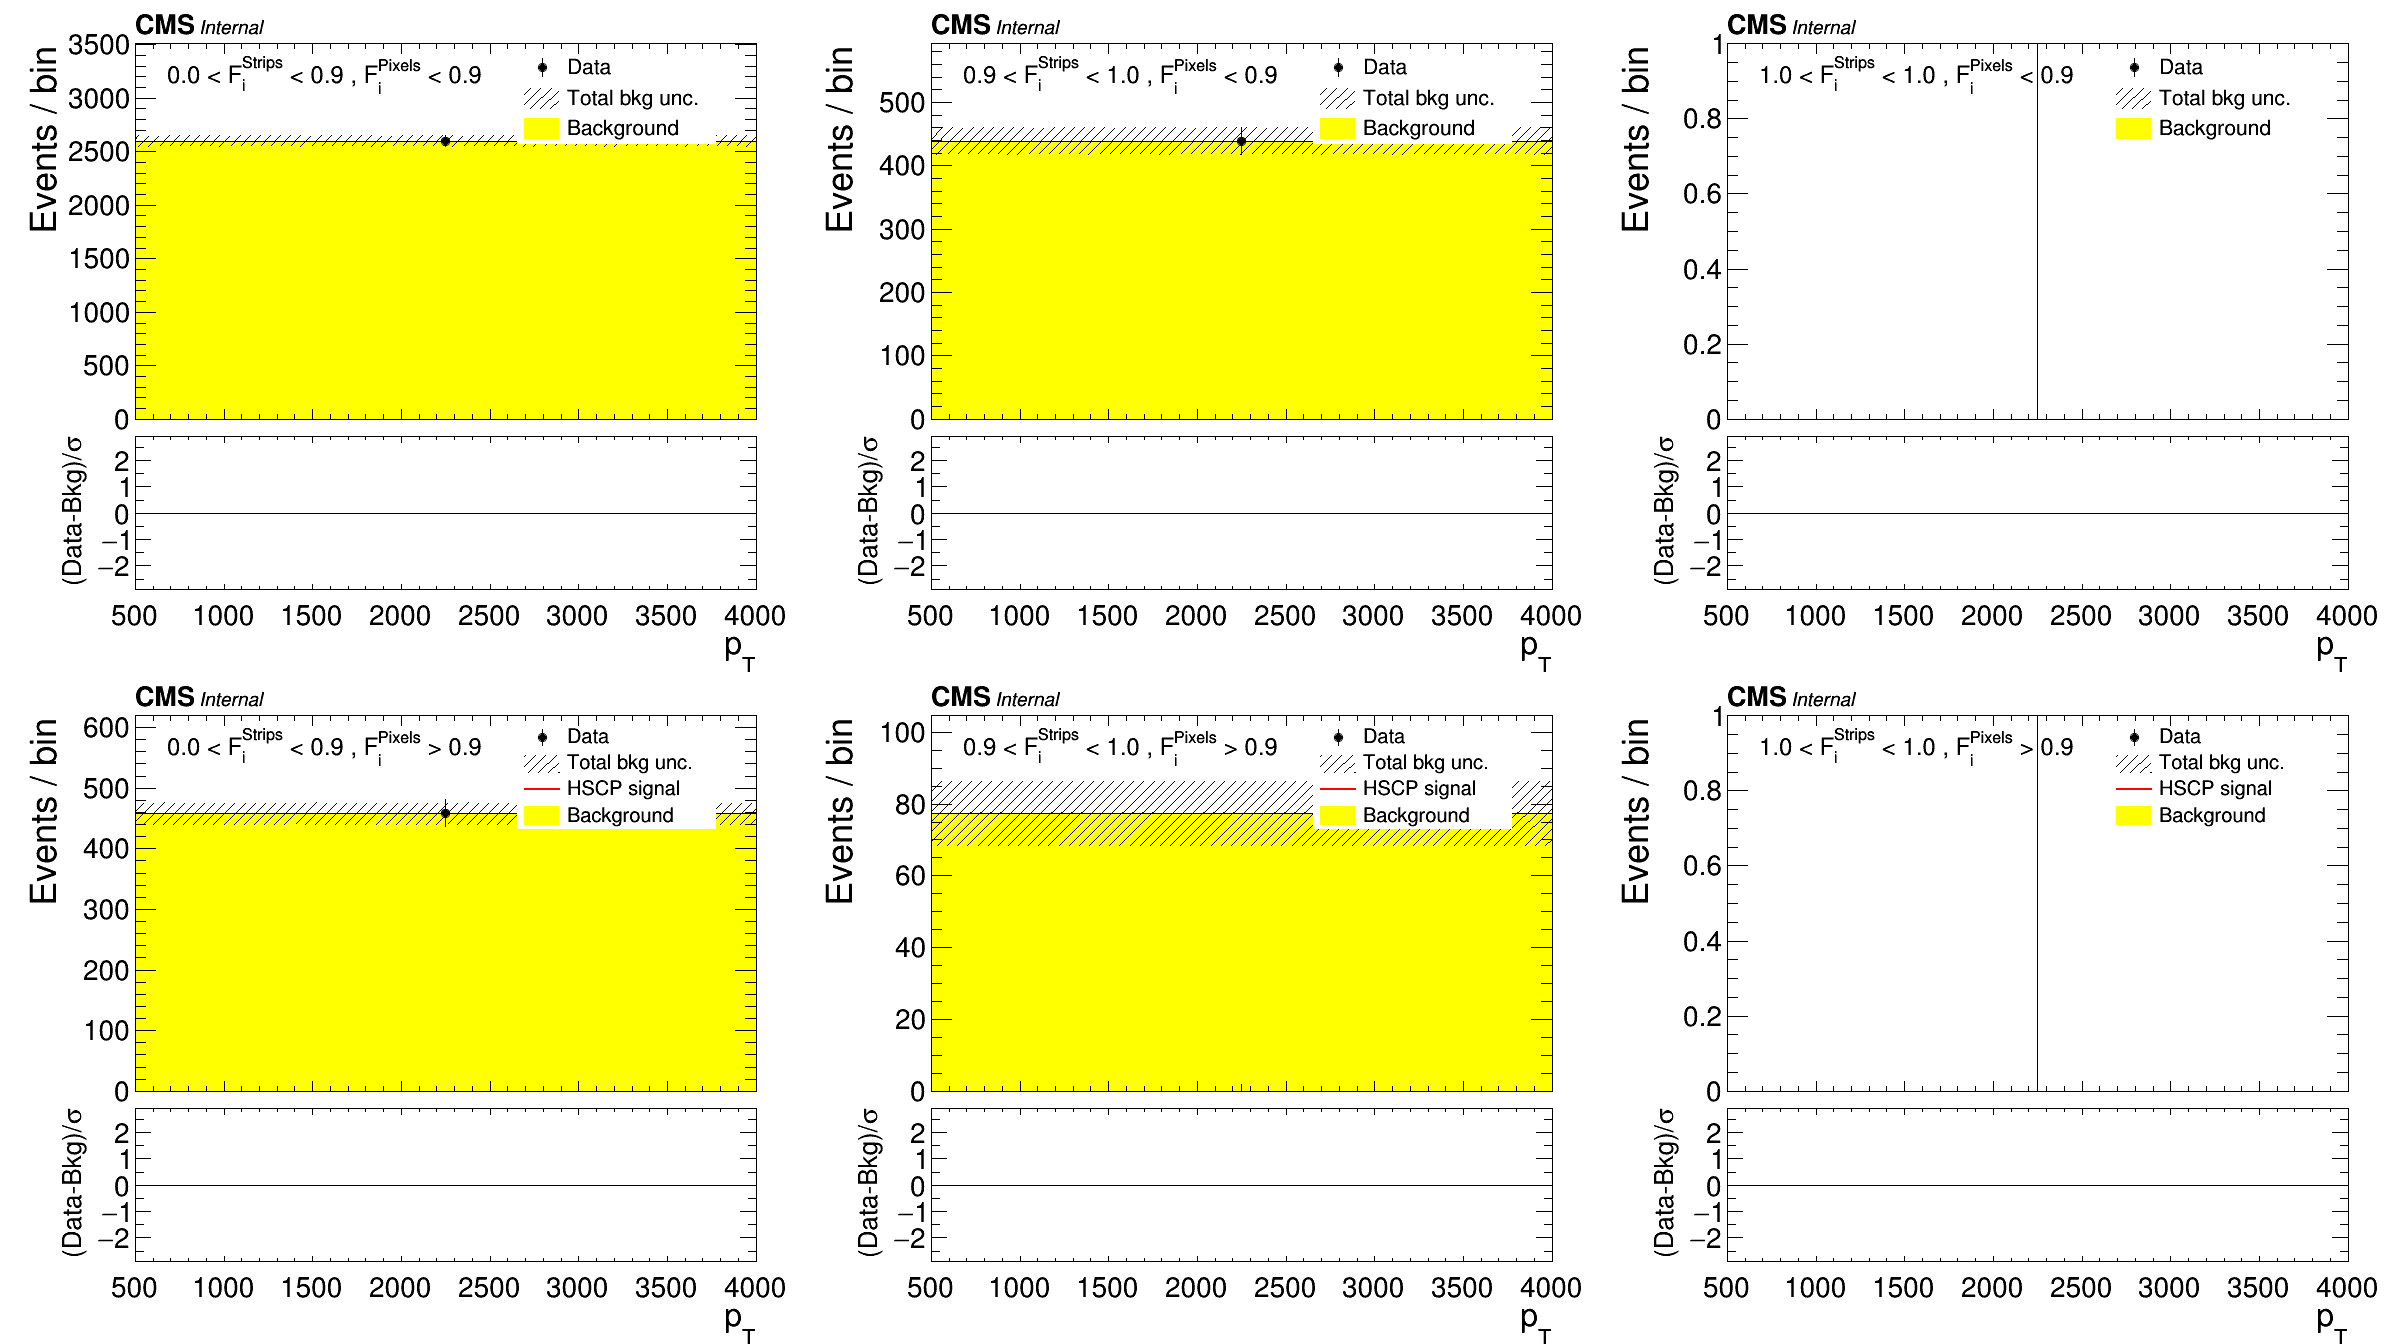 CMS Internal
Events / bin
3500
3000
2500
2000
1500
1000
500
0
0.0 < F_i^Strips < 0.9 , F_i^Pixels < 0.9
Data
Total bkg unc.
Background
(Data-Bkg)/σ
2
1
0
−1
−2
500 1000 1500 2000 2500 3000 3500 4000
p_T
CMS Internal
Events / bin
500
400
300
200
100
0
0.9 < F_i^Strips < 1.0 , F_i^Pixels < 0.9
Data
Total bkg unc.
Background
(Data-Bkg)/σ
2
1
0
−1
−2
500 1000 1500 2000 2500 3000 3500 4000
p_T
CMS Internal
Events / bin
1
0.8
0.6
0.4
0.2
0
1.0 < F_i^Strips < 1.0 , F_i^Pixels < 0.9
Data
Total bkg unc.
Background
(Data-Bkg)/σ
2
1
0
−1
−2
500 1000 1500 2000 2500 3000 3500 4000
p_T
CMS Internal
Events / bin
600
500
400
300
200
100
0
0.0 < F_i^Strips < 0.9 , F_i^Pixels > 0.9
Data
Total bkg unc.
HSCP signal
Background
(Data-Bkg)/σ
2
1
0
−1
−2
500 1000 1500 2000 2500 3000 3500 4000
p_T
CMS Internal
Events / bin
100
80
60
40
20
0
0.9 < F_i^Strips < 1.0 , F_i^Pixels > 0.9
Data
Total bkg unc.
HSCP signal
Background
(Data-Bkg)/σ
2
1
0
−1
−2
500 1000 1500 2000 2500 3000 3500 4000
p_T
CMS Internal
Events / bin
1
0.8
0.6
0.4
0.2
0
1.0 < F_i^Strips < 1.0 , F_i^Pixels > 0.9
Data
Total bkg unc.
HSCP signal
Background
(Data-Bkg)/σ
2
1
0
−1
−2
500 1000 1500 2000 2500 3000 3500 4000
p_T